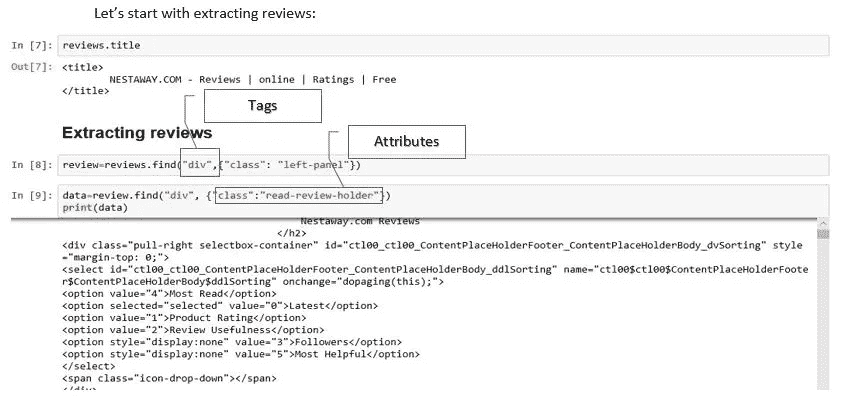 Let's start with extracting reviews:
In [7]: reviews.title
Out[7]: <title>
NESTAWAY.COM - Reviews | online | Ratings | Free
</title>
Tags
Extracting reviews
Attributes
In [8]: review=reviews.find("div",{"class": "left-panel"})
In [9]: data=review.find("div", {"class":"read-review-holder"})
print(data)
Nestaway.com Reviews
</h2>
<div class="pull-right selectbox-container" id="ctl00_ctl00_ContentPlaceHolderFooter_ContentPlaceHolderBody_dvSorting" style
="margin-top: 0;">
<select id="ctl00_ctl00_ContentPlaceHolderFooter_ContentPlaceHolderBody_ddlSorting" name="ctl00$ctl00$ContentPlaceHolderFoote
r$ContentPlaceHolderBody$ddlSorting" onchange="dopaging(this);">
<option value="4">Most Read</option>
<option selected="selected" value="0">Latest</option>
<option value="1">Product Rating</option>
<option value="2">Review Usefulness</option>
<option style="display:none" value="3">Followers</option>
<option style="display:none" value="5">Most Helpful</option>
</select>
<span class="icon-drop-down"></span>
</div>